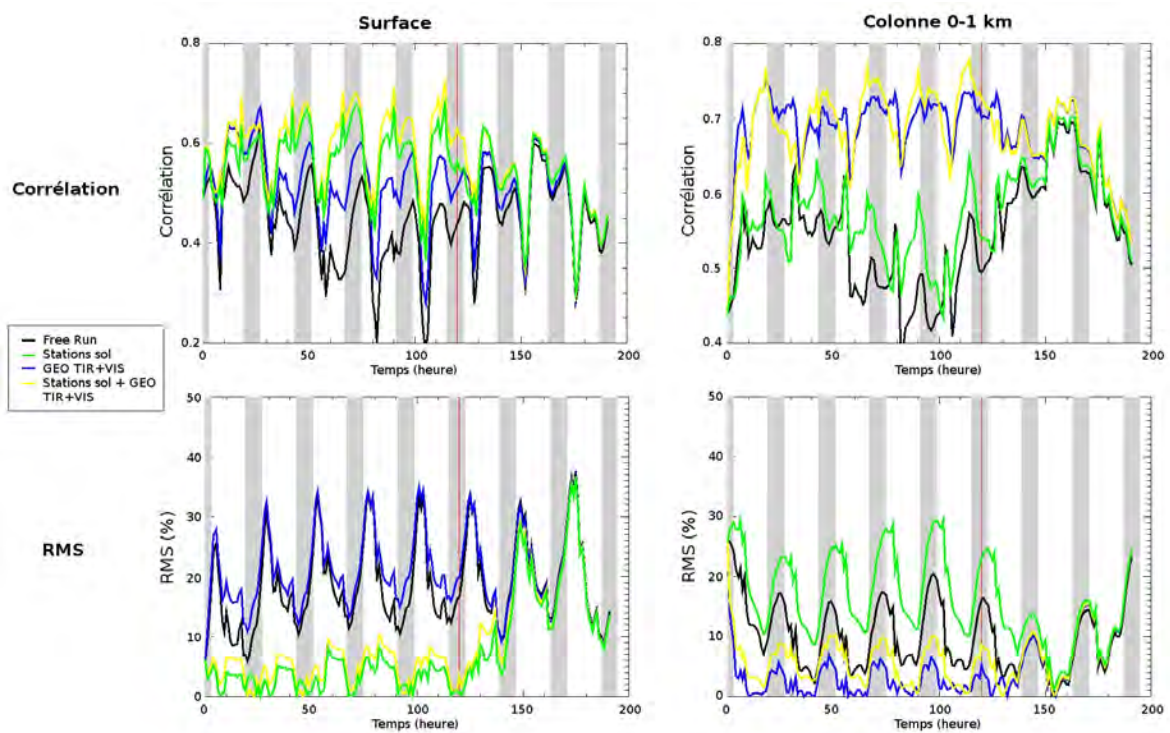 Surface
Colonne 0-1 km
Corrélation
RMS
Corrélation
0.8
0.6
0.4
0.2
0
50
100
150
200
Temps (heure)
Corrélation
0.8
0.7
0.6
0.5
0.4
0
50
100
150
200
Temps (heure)
Free Run
Stations sol
GEO TIR+VIS
Stations sol + GEO
TIR+VIS
RMS (%)
50
40
30
20
10
0
0
50
100
150
200
Temps (heure)
RMS (%)
50
40
30
20
10
0
0
50
100
150
200
Temps (heure)